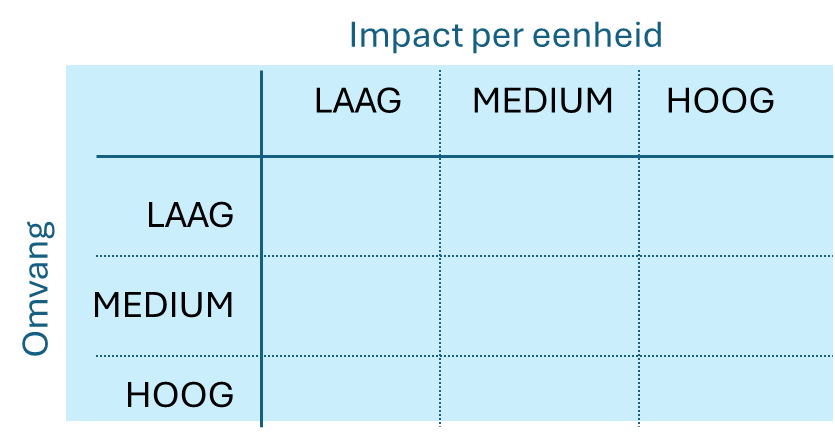 Impact per eenheid
LAAG MEDIUM HOOG
Omvang
LAAG
MEDIUM
HOOG